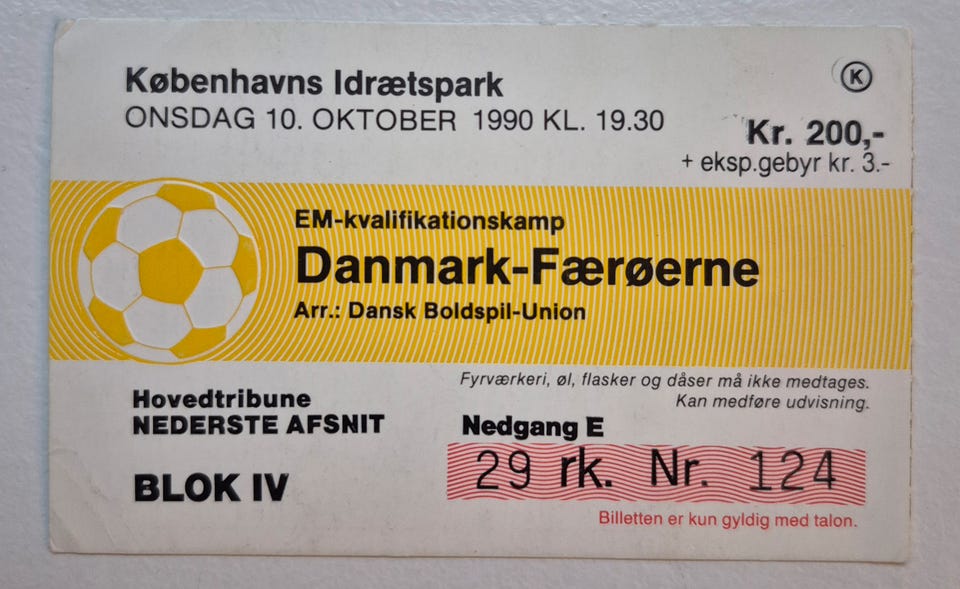 Københavns Idrætspark
K
ONSDAG 10. OKTOBER 1990 KL. 19.30
Kr. 200,-
+ eksp.gebyr kr. 3.-
EM-kvalifikationskamp
Danmark-Færøerne
Arr.: Dansk Boldspil-Union
Fyrværkeri, øl, flasker og dåser må ikke medtages.
Kan medføre udvisning.
Hovedtribune
NEDERSTE AFSNIT
Nedgang E
BLOK IV
29 rk. Nr. 124
Billetten er kun gyldig med talon.